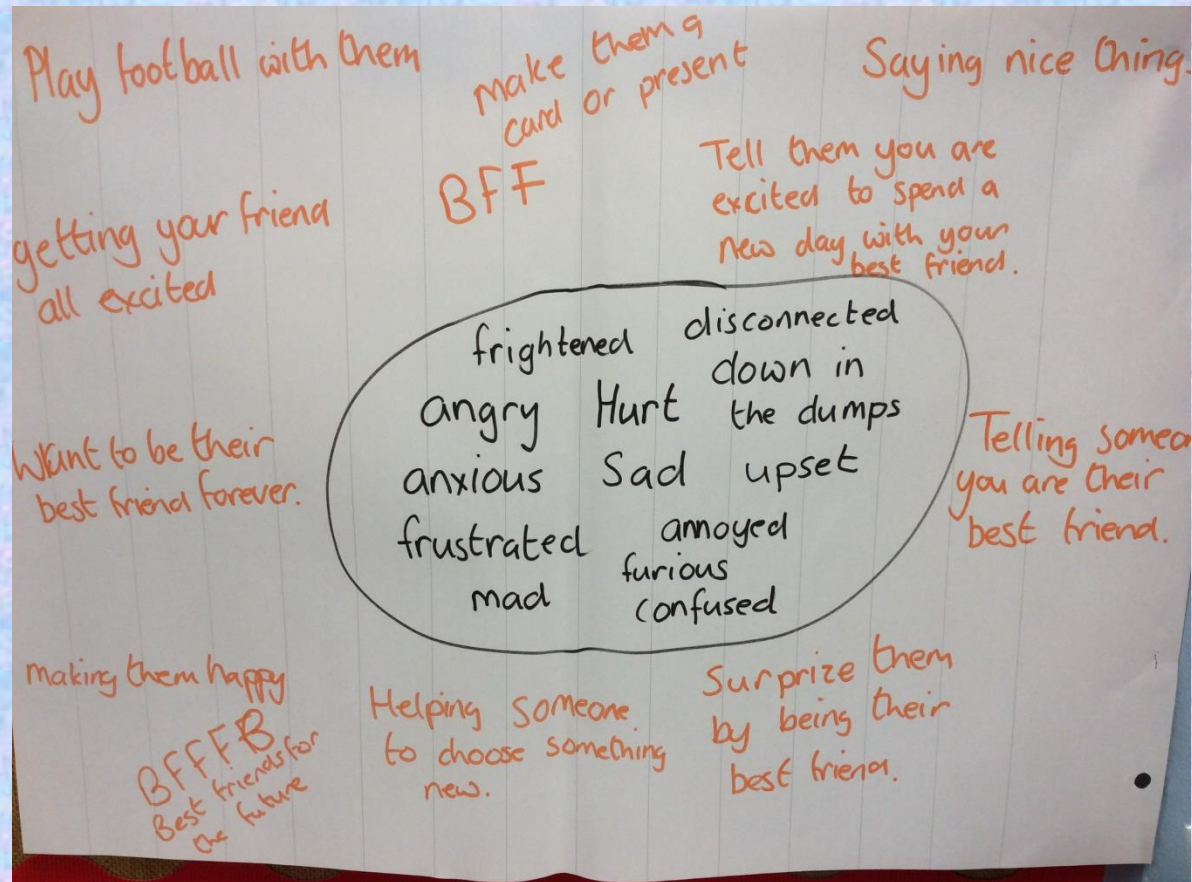 Play football with them
make them a
card or present
Saying nice thing.
BFF
Tell them you are
excited to spend a
new day with your
best friend.
getting your friend
all excited
frightened
disconnected
down in
the dumps
angry
Hurt
anxious
Sad
upset
frustrated
annoyed
furious
mad
confused
Want to be their
best friend forever.
Telling someo
you are their
best friend.
making them happy
BFFFB
Best friends for
the future
Helping someone
to choose something
new.
Surprize them
by being their
best friend.